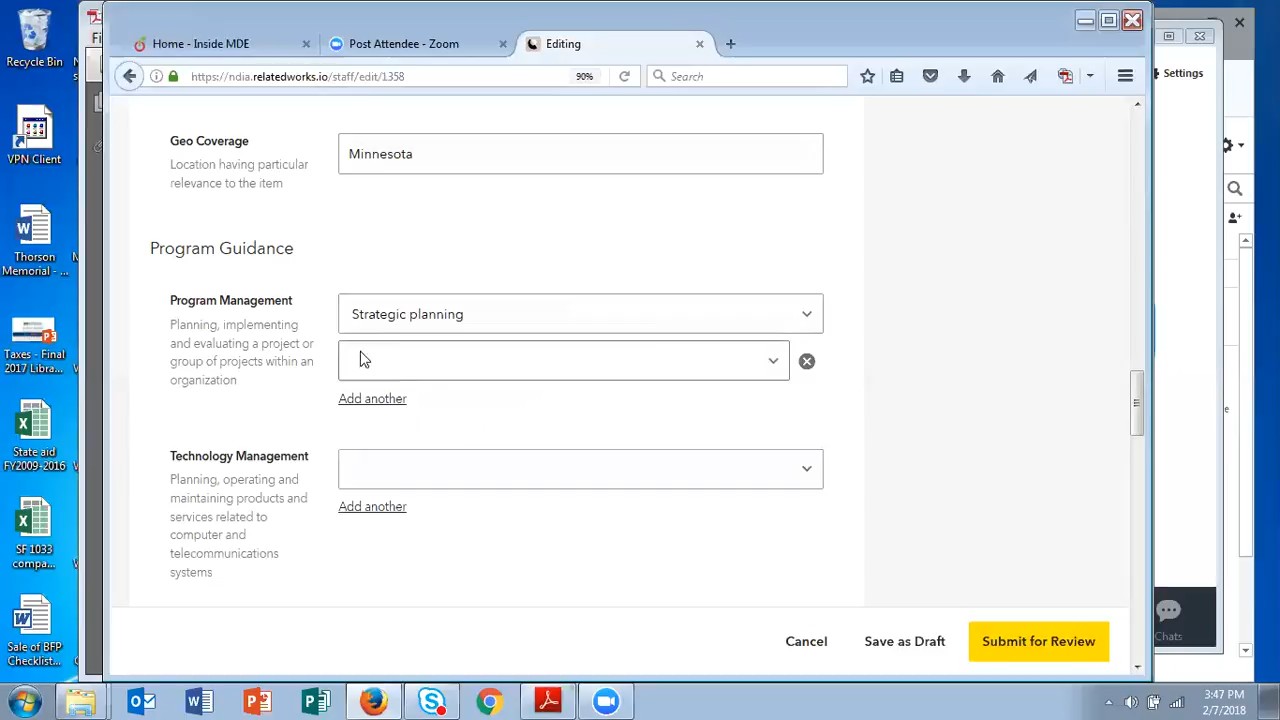 Recycle Bin
VPN Client
Thorson
Memorial - ...
Taxes - Final
2017 Libra...
State aid
FY2009-2016
SF 1033
compa...
Sale of BFP
Checklist...
Home - Inside MDE
Post Attendee - Zoom
Editing
https://ndia.relatedworks.io/staff/edit/1358
90%
Search
Settings
Geo Coverage
Location having particular
relevance to the item
Minnesota
Program Guidance
Program Management
Planning, implementing
and evaluating a project or
group of projects within an
organization
Strategic planning
Add another
Technology Management
Planning, operating and
maintaining products and
services related to
computer and
telecommunications
systems
Add another
Cancel
Save as Draft
Submit for Review
Chats
3:47 PM
2/7/2018